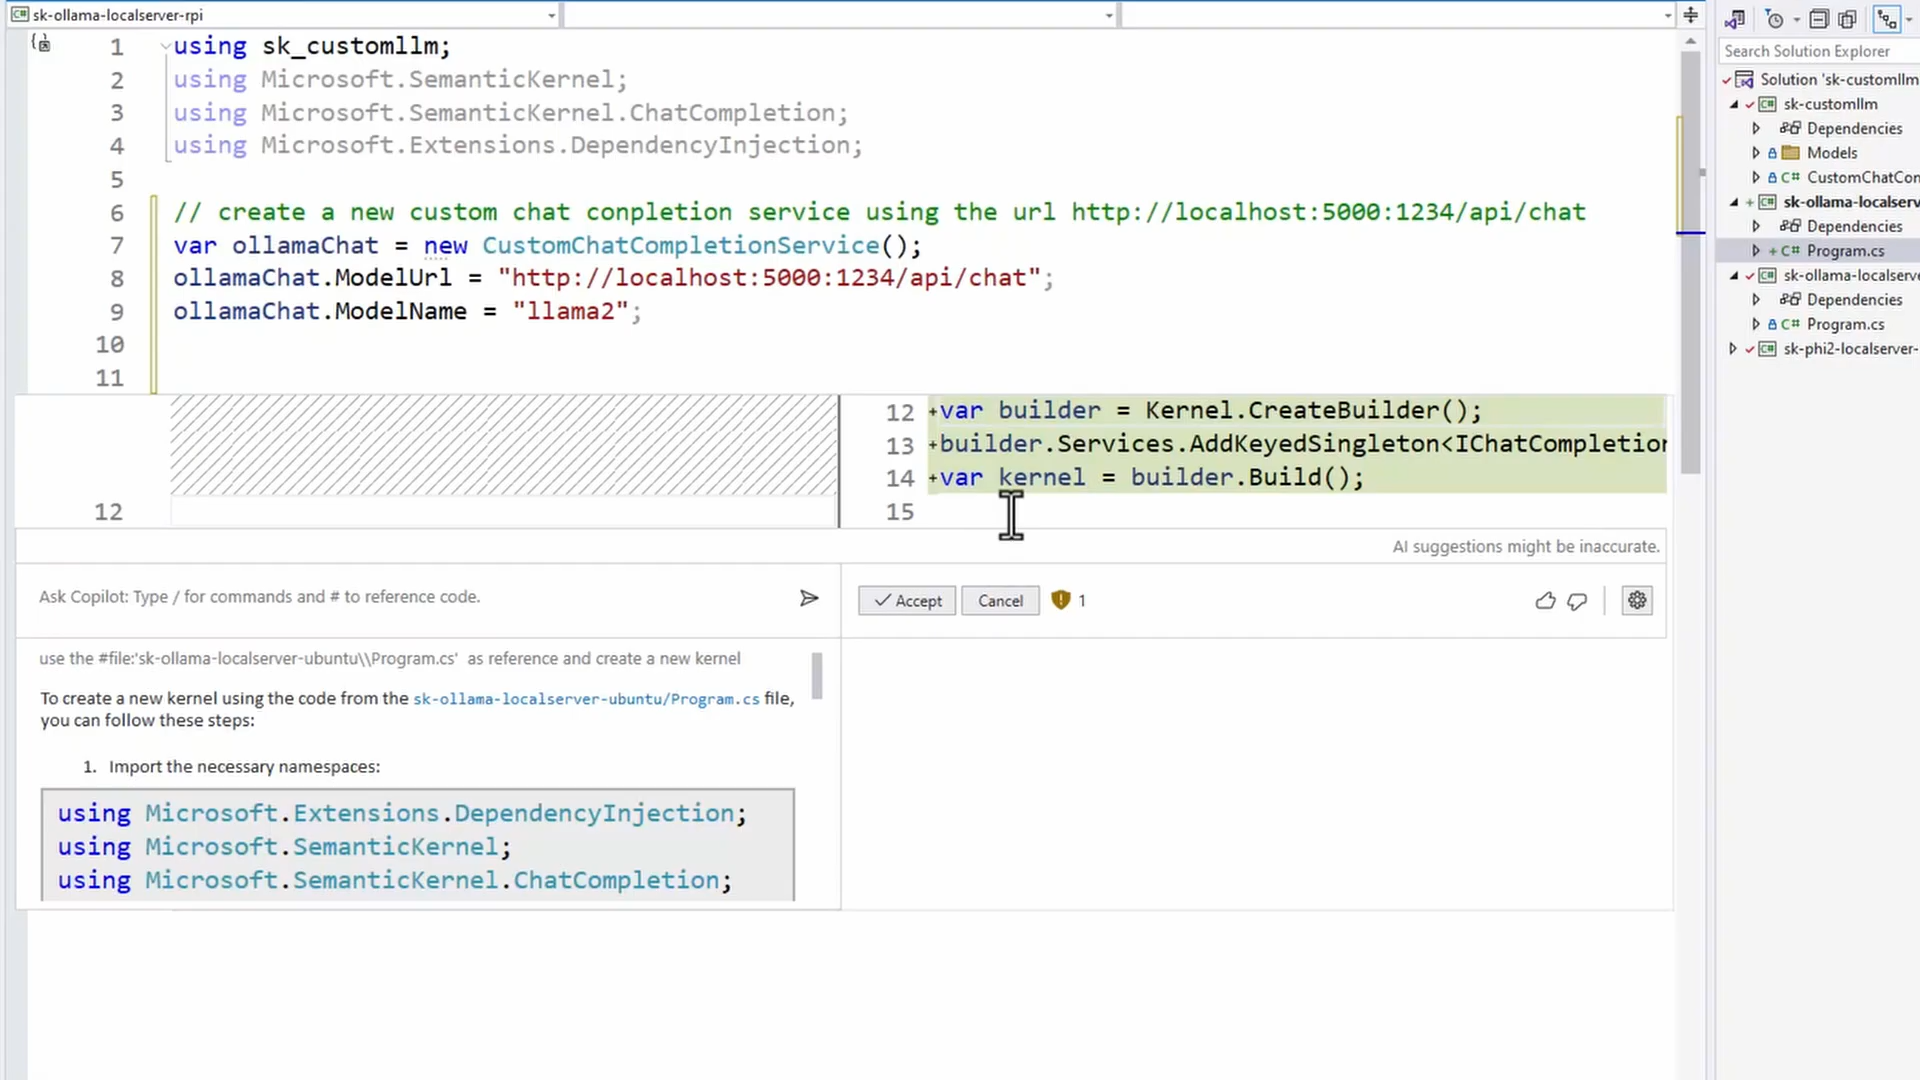 sk-ollama-localserver-rpi
1 using sk_customllm;
2 using Microsoft.SemanticKernel;
3 using Microsoft.SemanticKernel.ChatCompletion;
4 using Microsoft.Extensions.DependencyInjection;
5
6 // create a new custom chat conpletion service using the url http://localhost:5000:1234/api/chat
7 var ollamaChat = new CustomChatCompletionService();
8 ollamaChat.ModelUrl = "http://localhost:5000:1234/api/chat";
9 ollamaChat.ModelName = "llama2";
10
11
12 +var builder = Kernel.CreateBuilder();
13 +builder.Services.AddKeyedSingleton<IChatCompletion
14 +var kernel = builder.Build();
12
15
AI suggestions might be inaccurate.
Ask Copilot: Type / for commands and # to reference code.
Accept Cancel 1
use the #file:'sk-ollama-localserver-ubuntu\\Program.cs' as reference and create a new kernel
To create a new kernel using the code from the sk-ollama-localserver-ubuntu/Program.cs file,
you can follow these steps:
1. Import the necessary namespaces:
using Microsoft.Extensions.DependencyInjection;
using Microsoft.SemanticKernel;
using Microsoft.SemanticKernel.ChatCompletion;
Search Solution Explorer
Solution 'sk-customllm
sk-customllm
Dependencies
Models
C# CustomChatCon
sk-ollama-localserv
Dependencies
C# Program.cs
sk-ollama-localserve
Dependencies
C# Program.cs
sk-phi2-localserver-